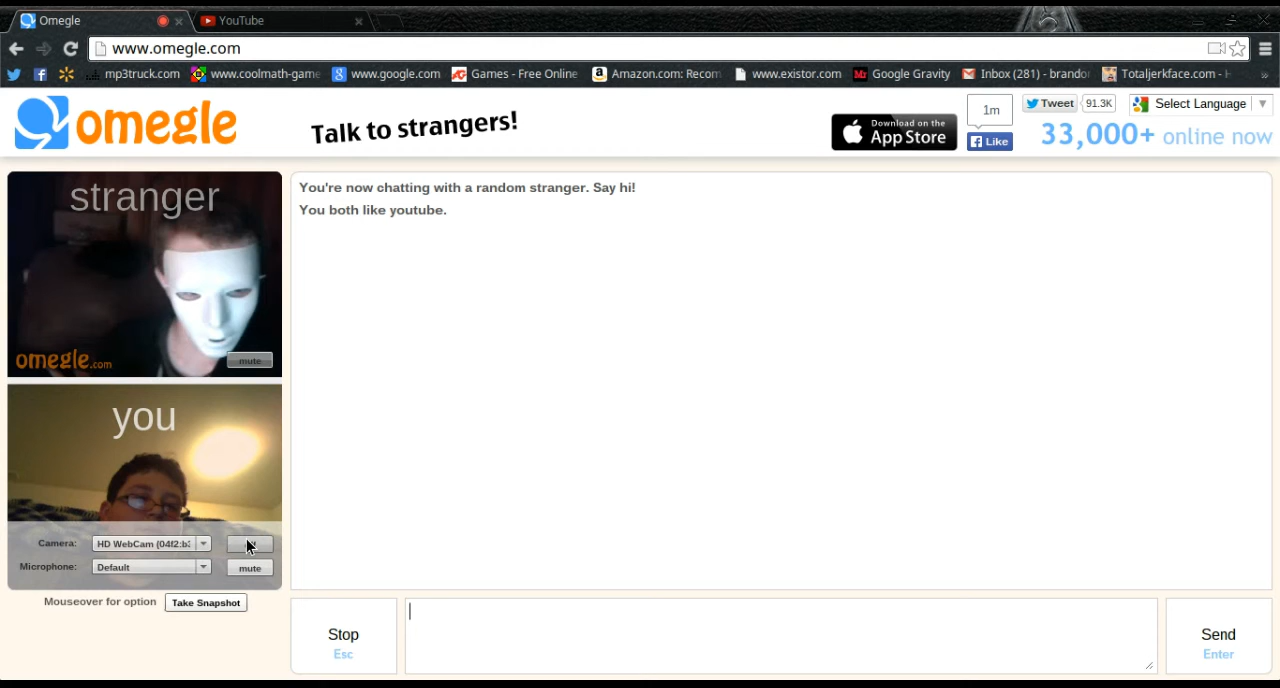 Omegle
YouTube
www.omegle.com
mp3truck.com www.coolmath-game www.google.com Games - Free Online Amazon.com: Recom www.existor.com Google Gravity Inbox (281) - brandon Totaljerkface.com - H »
omegle
Talk to strangers!
Download on the
App Store
1m
Like
Tweet 91.3K
Select Language
33,000+ online now
stranger
omegle.com
mute
you
Camera: HD WebCam (04f2:b3
Microphone: Default mute
Mouseover for option Take Snapshot
You're now chatting with a random stranger. Say hi!
You both like youtube.
Stop
Esc
Send
Enter